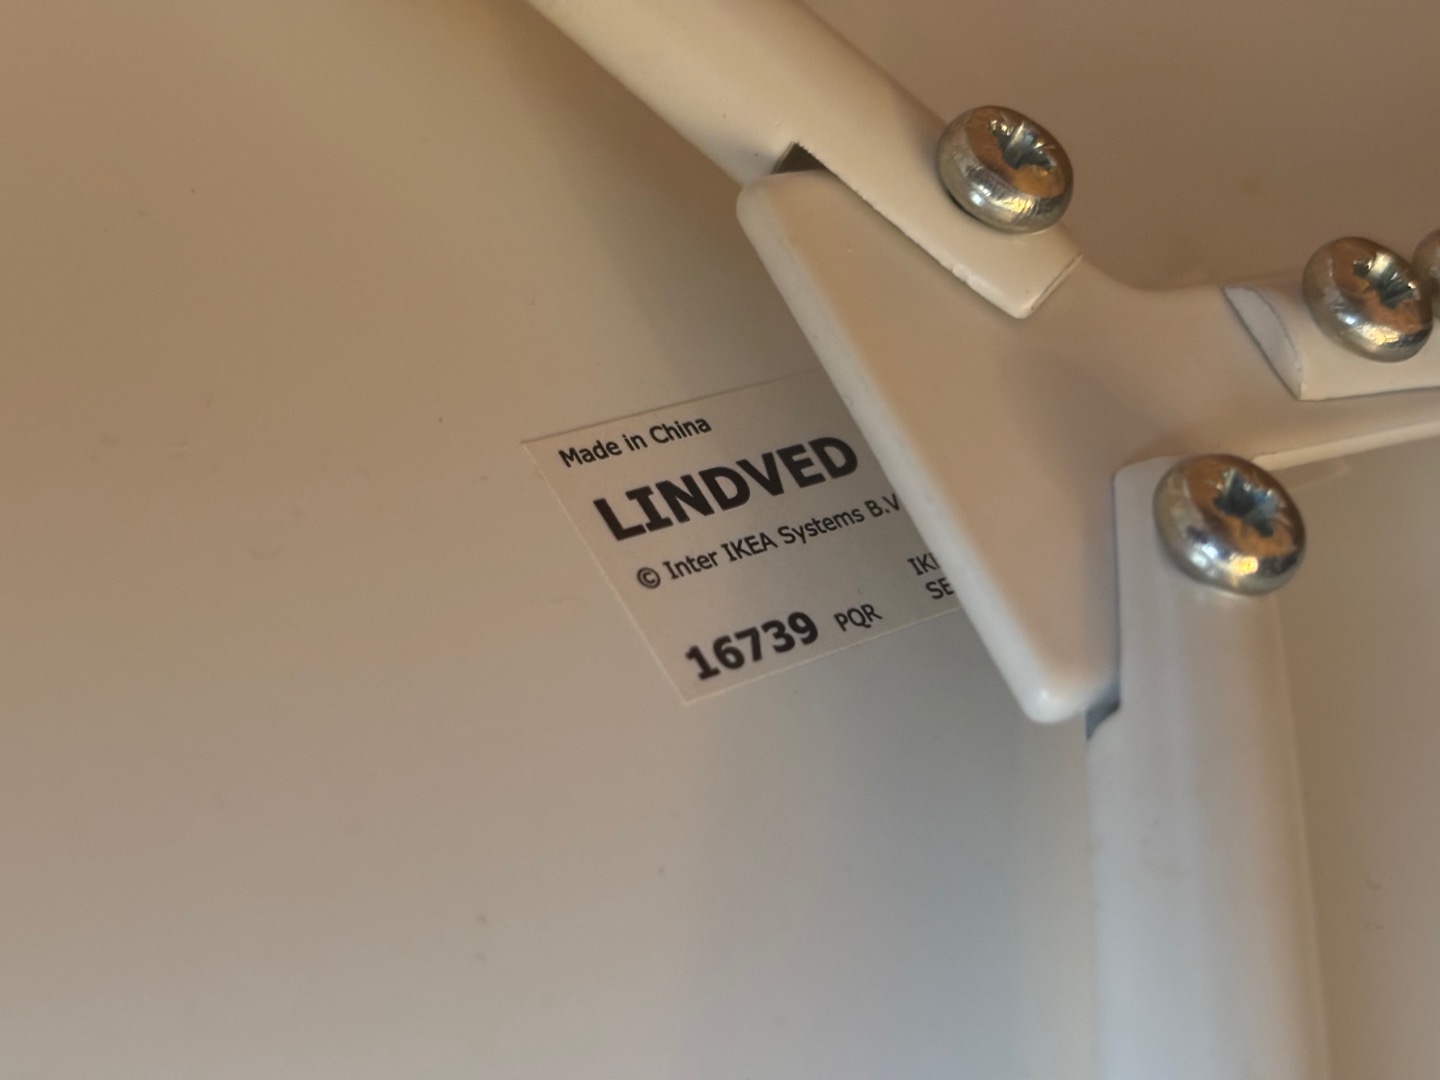 Made in China
LINDVED
© Inter IKEA Systems B.V
16739 PQR